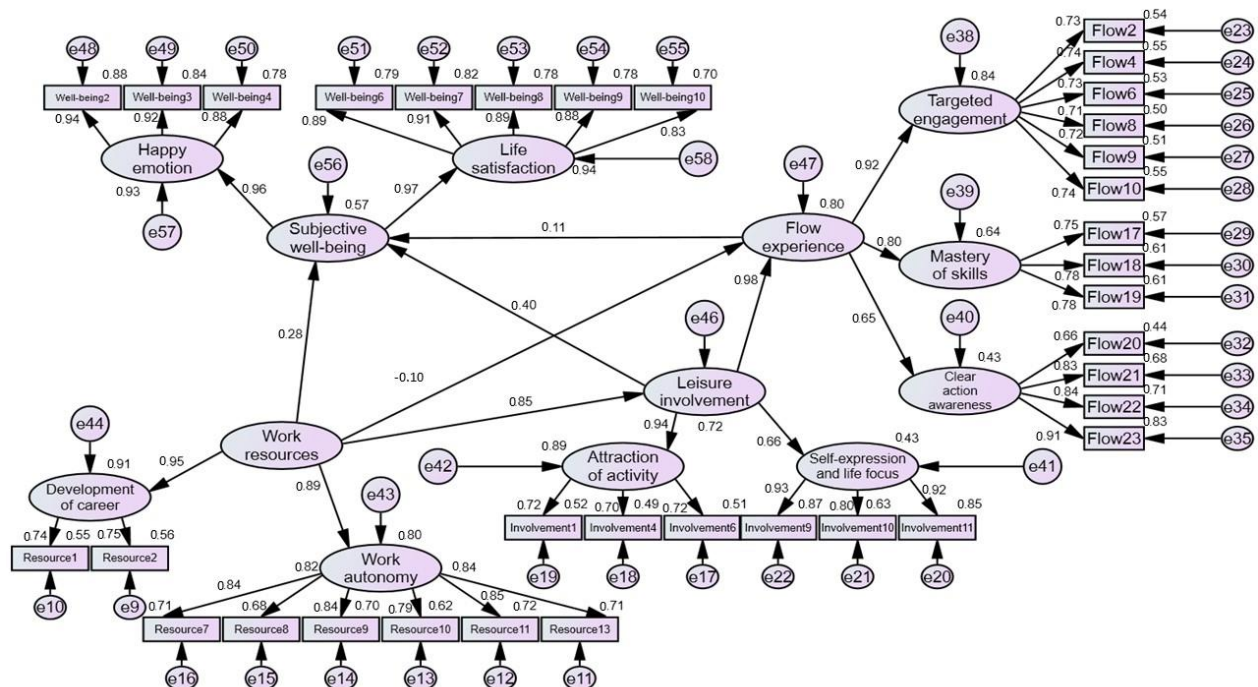 e48 e49 e50 e51 e52 e53 e54 e55
0.88 0.84 0.78 0.79 0.82 0.78 0.78 0.70
Well-being2 Well-being3 Well-being4 Well-being6 Well-being7 Well-being8 Well-being9 Well-being10
0.94 0.92 0.88 0.89 0.91 0.89 0.88 0.83
Happy
emotion
0.93
e57
Life
satisfaction
0.94
e58
e56
0.57
0.96
0.97
Subjective
well-being
0.11
e47
0.80
Flow
experience
0.92
0.80
0.65
e38
0.84
Targeted
engagement
0.73 Flow2 0.54 e23
0.74 Flow4 0.55 e24
0.73 Flow6 0.53 e25
0.71 Flow8 0.50 e26
0.72 Flow9 0.51 e27
0.74 Flow10 0.55 e28
e39
0.64
Mastery
of skills
0.75 Flow17 0.57 e29
0.78 Flow18 0.61 e30
0.78 Flow19 0.61 e31
e40
0.43
Clear
action
awareness
0.66 Flow20 0.44 e32
0.83 Flow21 0.68 e33
0.84 Flow22 0.71 e34
0.91 Flow23 0.83 e35
0.28
0.40
-0.10
0.98
0.85
e46
Leisure
involvement
0.72
0.94
0.66
Work
resources
0.95
0.89
e44
0.91
Development
of career
0.74 0.55 0.75 0.56
Resource1 Resource2
e10 e9
e43
0.80
Work
autonomy
0.84 0.82 0.84 0.79 0.85 0.84
0.71 0.68 0.70 0.62 0.72 0.71
Resource7 Resource8 Resource9 Resource10 Resource11 Resource13
e16 e15 e14 e13 e12 e11
e42
0.89
Attraction
of activity
0.72 0.52 0.70 0.49 0.72 0.51
Involvement1 Involvement4 Involvement6
e19 e18 e17
0.43
Self-expression
and life focus
e41
0.93 0.87 0.80 0.63 0.92 0.85
Involvement9 Involvement10 Involvement11
e22 e21 e20